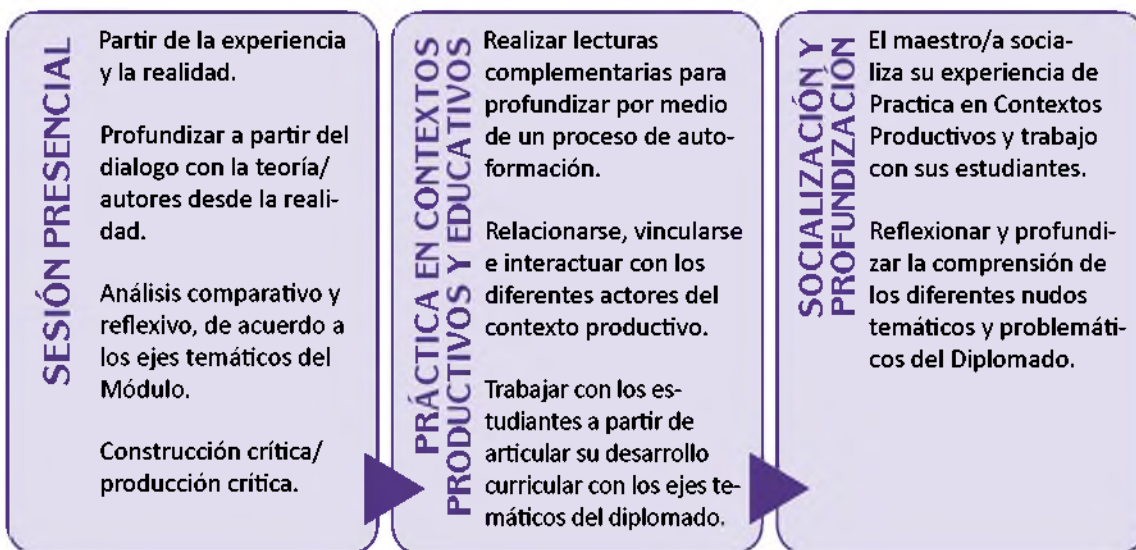 SESIÓN PRESENCIAL
Partir de la experiencia
y la realidad.
Profundizar a partir del
dialogo con la teoría/
autores desde la reali-
dad.
Análisis comparativo y
reflexivo, de acuerdo a
los ejes temáticos del
Módulo.
Construcción crítica/
producción crítica.
PRÁCTICA EN CONTEXTOS
PRODUCTIVOS Y EDUCATIVOS
Realizar lecturas
complementarias para
profundizar por medio
de un proceso de auto-
formación.
Relacionarse, vincularse
e interactuar con los
diferentes actores del
contexto productivo.
Trabajar con los es-
tudiantes a partir de
articular su desarrollo
curricular con los ejes te-
máticos del diplomado.
SOCIALIZACIÓN Y
PROFUNDIZACIÓN
El maestro/a socia-
liza su experiencia de
Practica en Contextos
Productivos y trabajo
con sus estudiantes.
Reflexionar y profundi-
zar la comprensión de
los diferentes nudos
temáticos y problemáti-
cos del Diplomado.